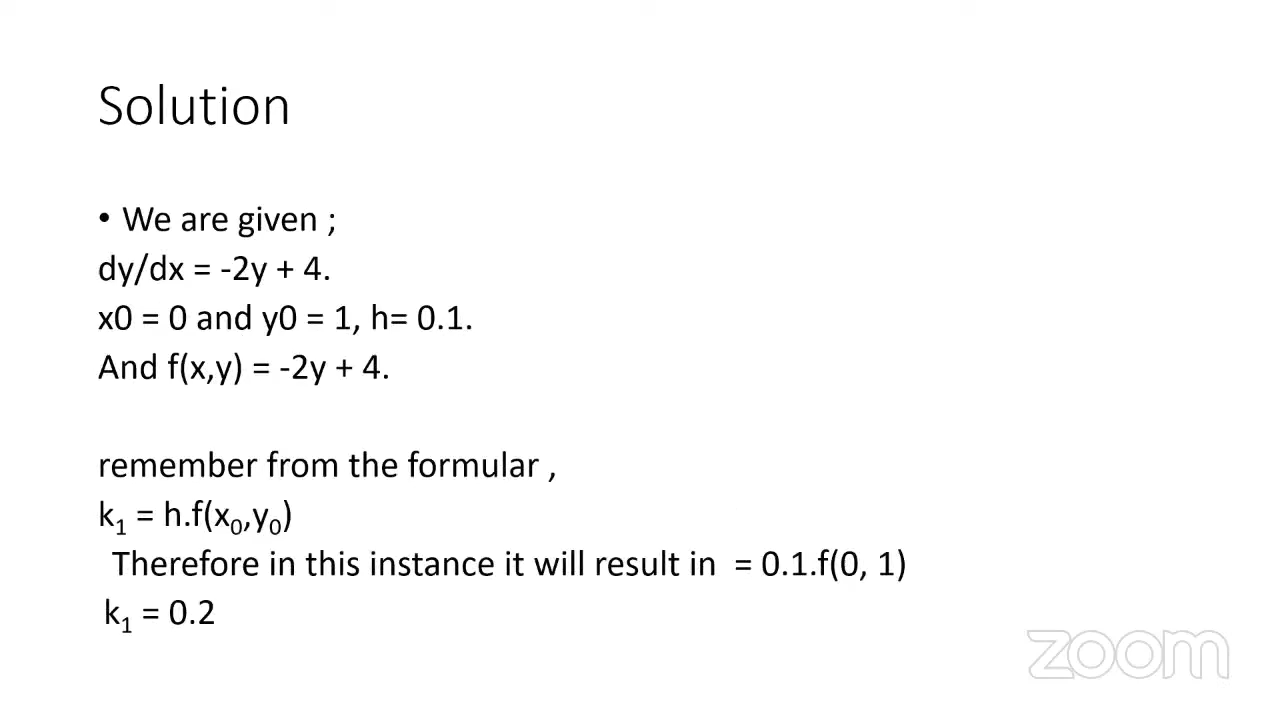 Solution
• We are given ;
dy/dx = -2y + 4.
x0 = 0 and y0 = 1, h= 0.1.
And f(x,y) = -2y + 4.
remember from the formular ,
k₁ = h.f(x₀,y₀)
Therefore in this instance it will result in = 0.1.f(0, 1)
k₁ = 0.2
zoom